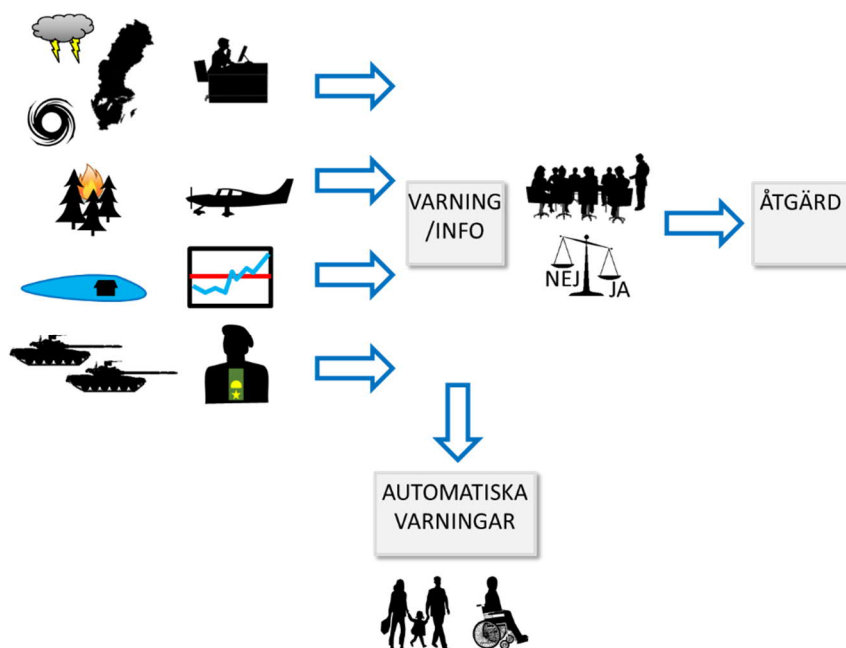 VARNING
/INFO
ÅTGÄRD
NEJ
JA
AUTOMATISKA
VARNINGAR